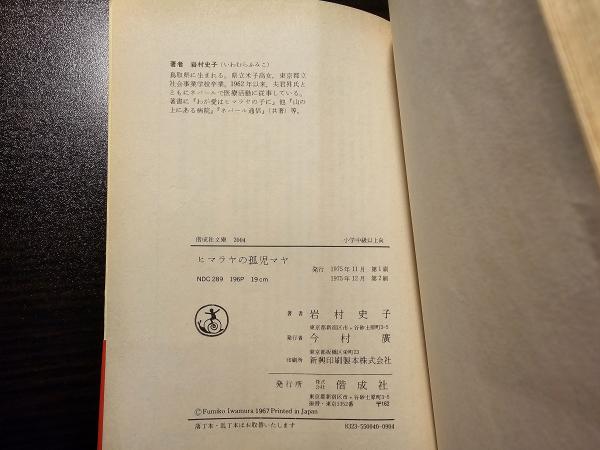 著者　岩村史子（いわむらふみこ）
鳥取県に生まれる。県立米子高女，東京都立
社会事業学校卒業。1962年以来，夫君昇氏と
ともにネパールで医療活動に従事している。
著書に『わが愛はヒマラヤの子に』他『山の
上にある病院』『ネパール通信』（共著）等。
偕成社文庫　2004　小学中級以上向
ヒマラヤの孤児マヤ
NDC 289　196P　19cm
発行　1975年11月　第1刷
1975年12月　第2刷
著者　岩村史子
東京都新宿区市ヶ谷砂土原町3-5
発行者　今村廣
東京都板橋区栄町23
印刷所　新興印刷製本株式会社
発行所　株式会社　偕成社
東京都新宿区市ヶ谷砂土原町3-5
振替・東京1352番　〒162
©Fumiko Iwamura 1967 Printed in Japan
落丁本・乱丁本はお取替いたします　8323-550040-0904